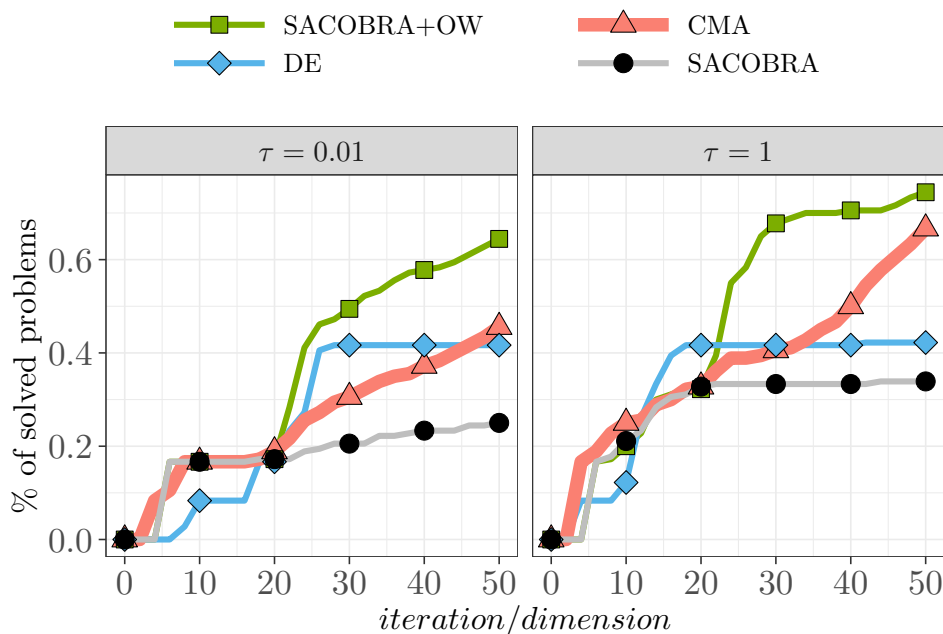 SACOBRA+OW CMA
DE SACOBRA
τ = 0.01 τ = 1
% of solved problems
0.6
0.4
0.2
0.0
0 10 20 30 40 50 0 10 20 30 40 50
iteration/dimension